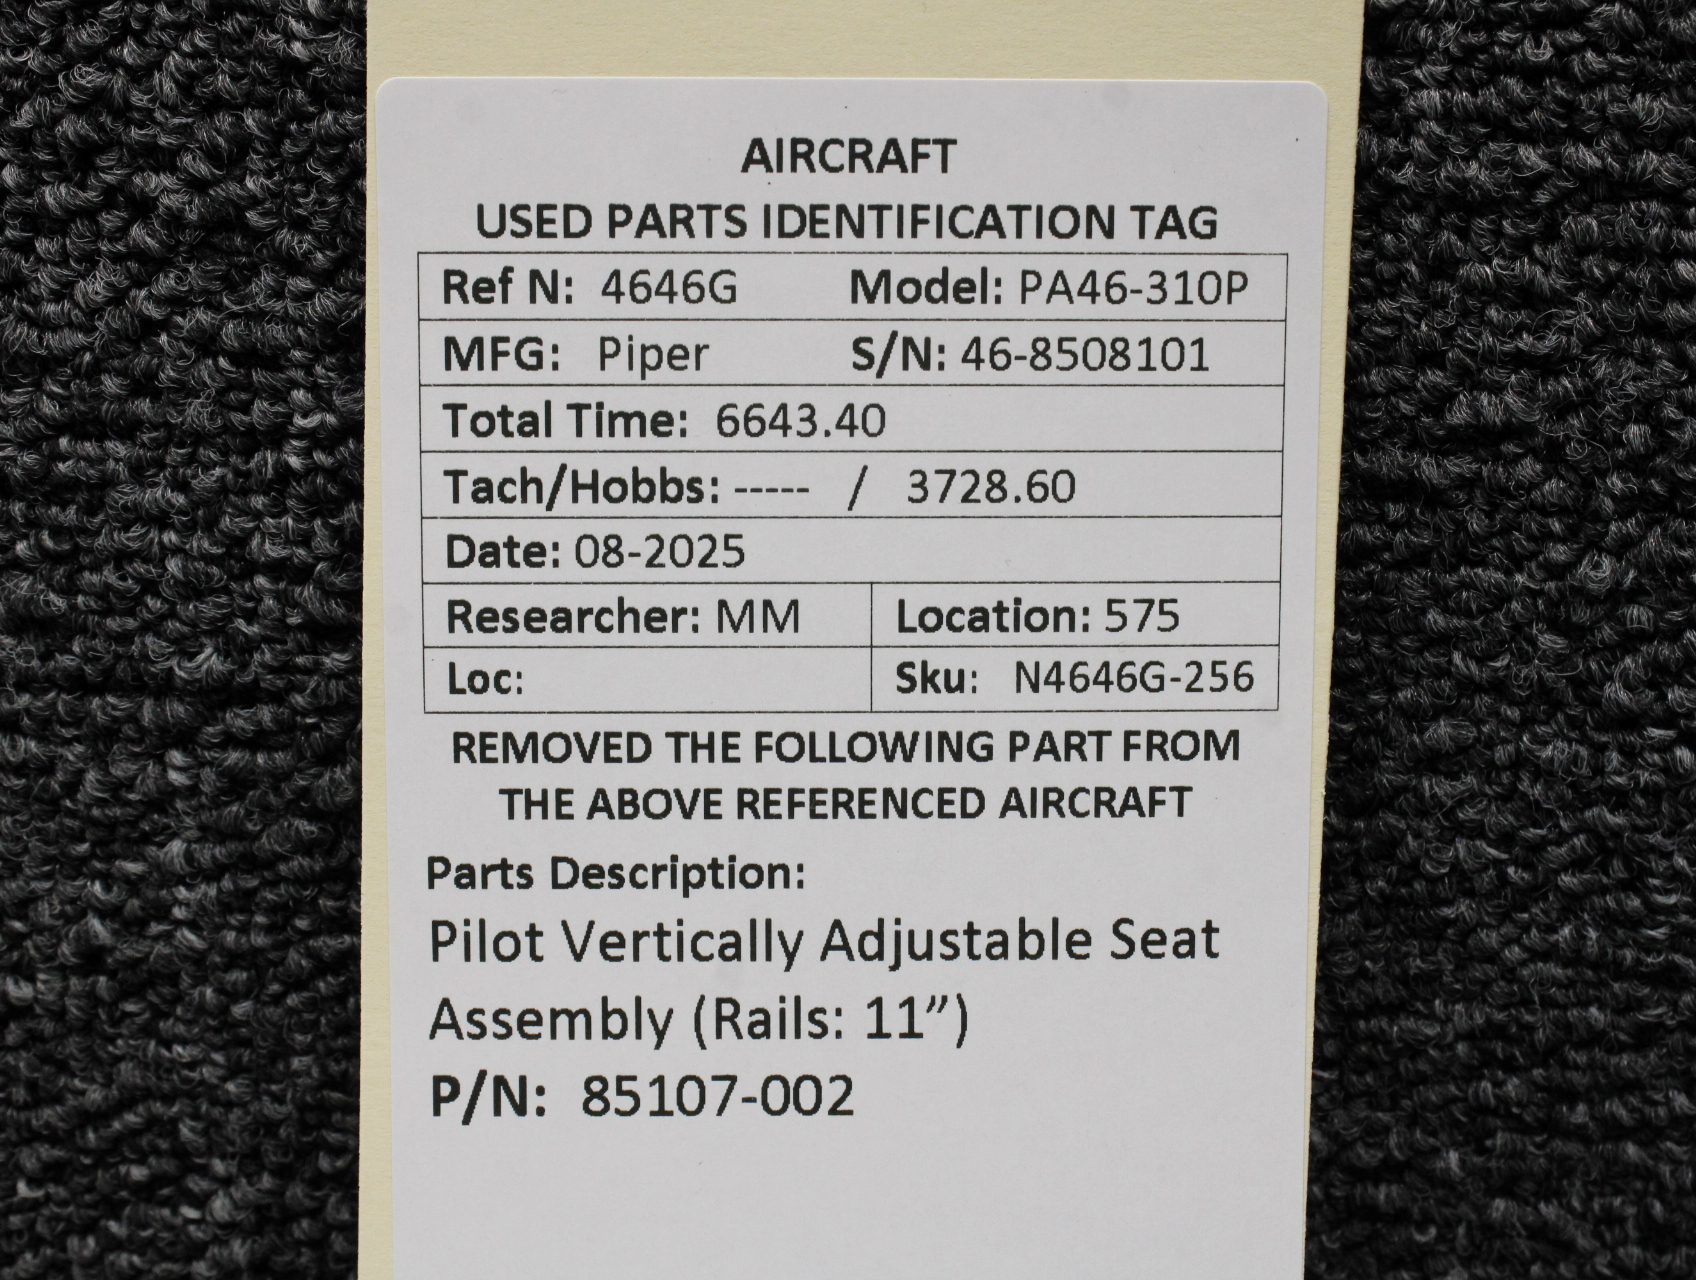 AIRCRAFT
USED PARTS IDENTIFICATION TAG
Ref N: 4646G Model: PA46-310P
MFG: Piper S/N: 46-8508101
Total Time: 6643.40
Tach/Hobbs: ----- / 3728.60
Date: 08-2025
Researcher: MM Location: 575
Loc: Sku: N4646G-256
REMOVED THE FOLLOWING PART FROM
THE ABOVE REFERENCED AIRCRAFT
Parts Description:
Pilot Vertically Adjustable Seat
Assembly (Rails: 11”)
P/N: 85107-002